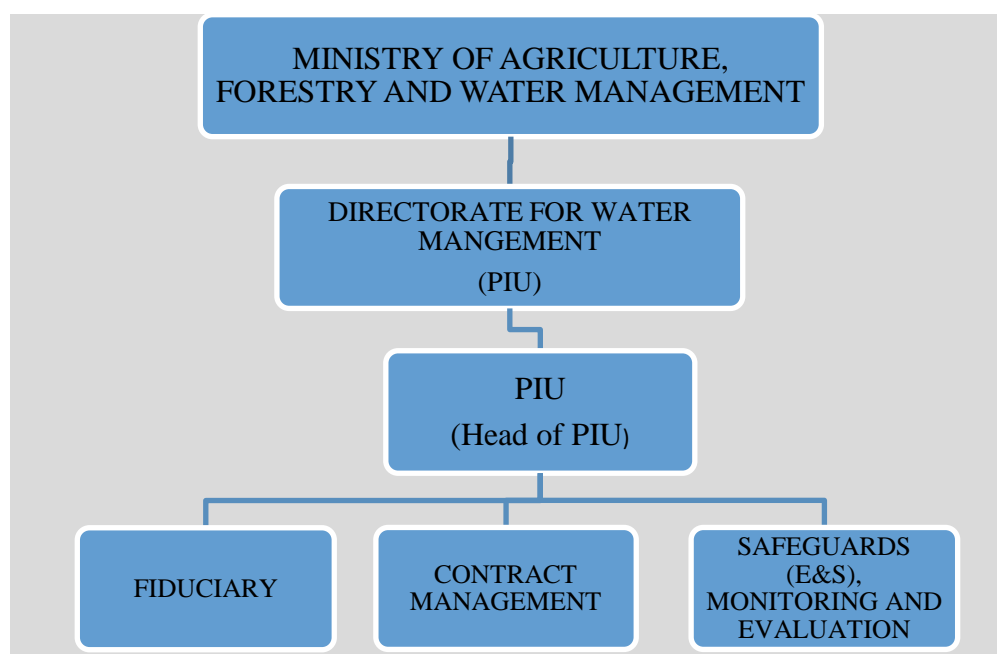 MINISTRY OF AGRICULTURE,
FORESTRY AND WATER MANAGEMENT
DIRECTORATE FOR WATER
MANGEMENT
(PIU)
PIU
(Head of PIU)
FIDUCIARY
CONTRACT
MANAGEMENT
SAFEGUARDS
(E&S),
MONITORING AND
EVALUATION